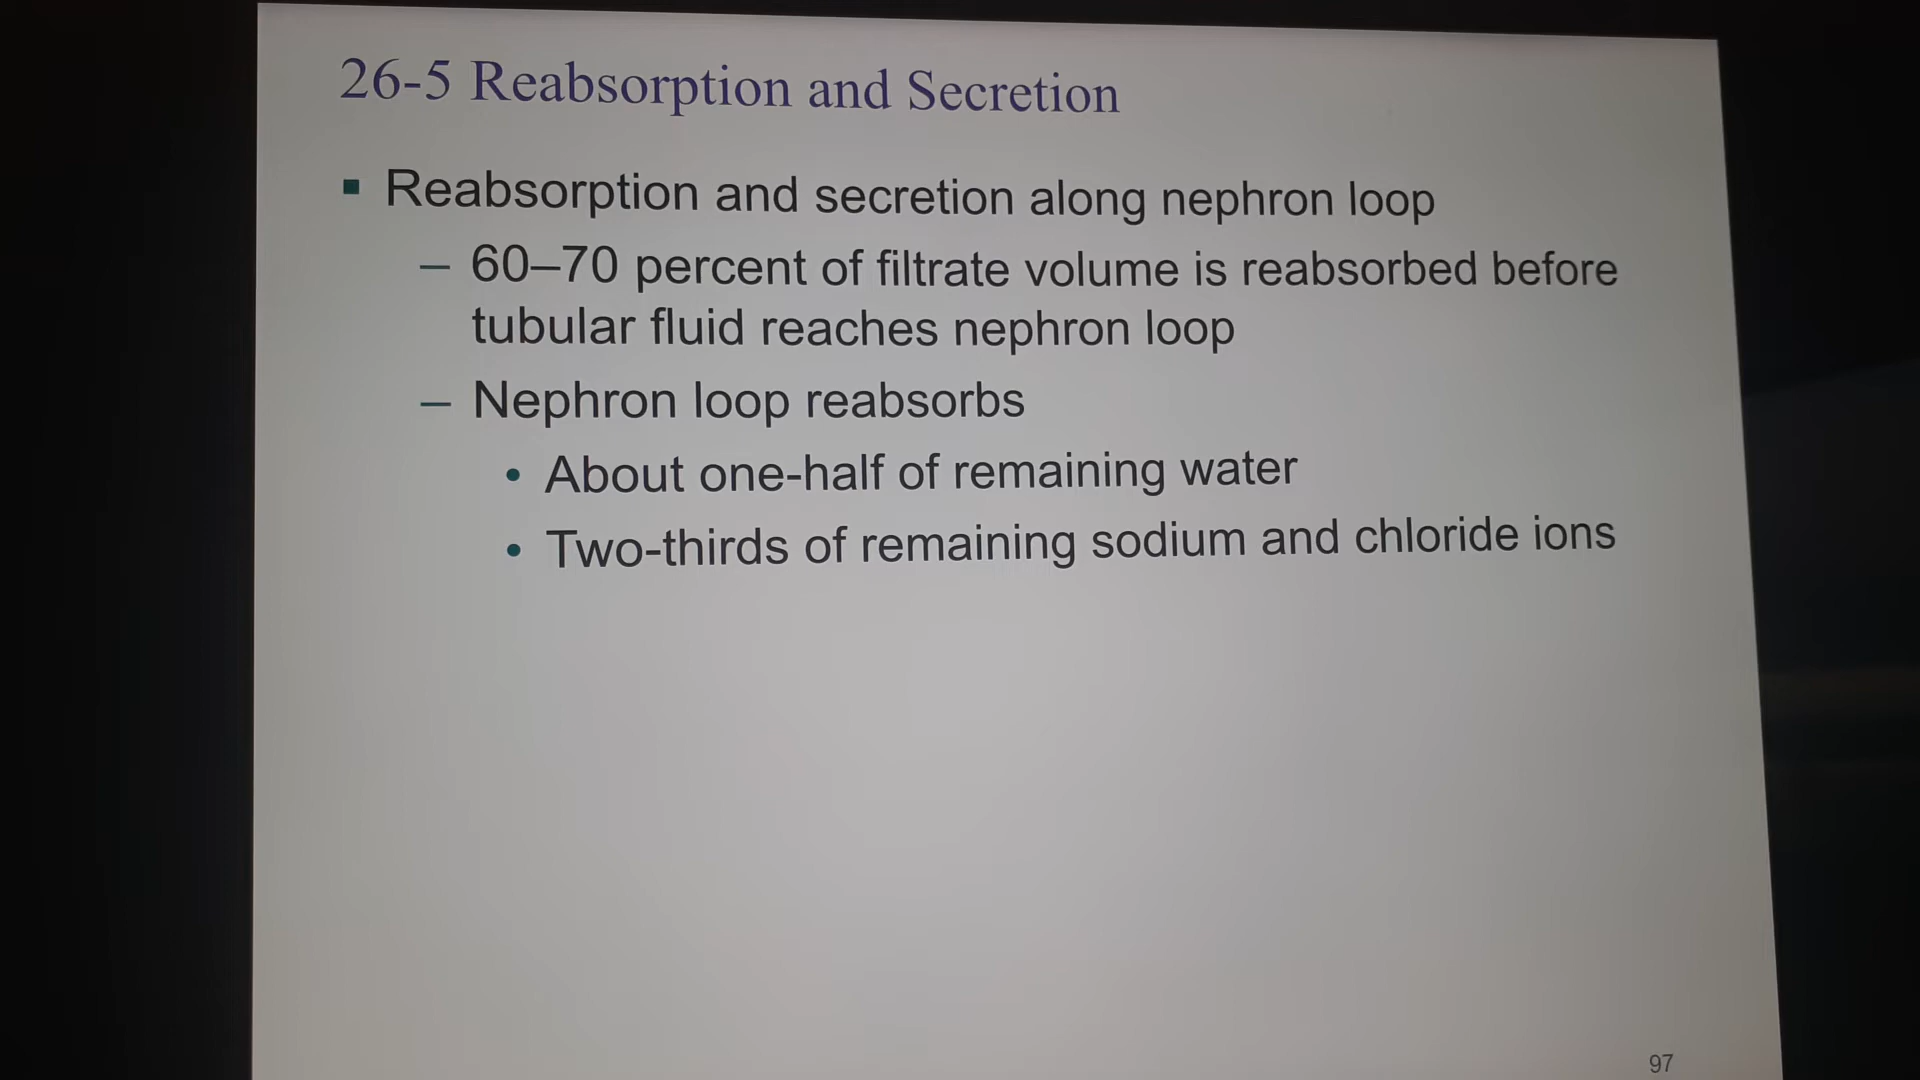 26-5 Reabsorption and Secretion
▪ Reabsorption and secretion along nephron loop
– 60–70 percent of filtrate volume is reabsorbed before
tubular fluid reaches nephron loop
– Nephron loop reabsorbs
• About one-half of remaining water
• Two-thirds of remaining sodium and chloride ions
97